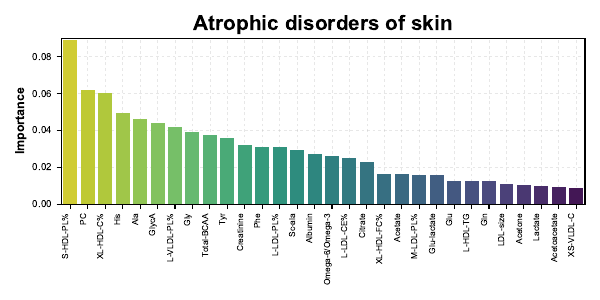 Atrophic disorders of skin
Importance
0.08
0.06
0.04
0.02
0.00
S-HDL-PL%
PC
XL-HDL-C%
His
Ala
GlycA
L-VLDL-PL%
Gly
Total-BCAA
Tyr
Creatinine
Phe
L-LDL-PL%
Soala
Albumin
Omega-6/Omega-3
L-LDL-CE%
Citrate
XL-HDL-FC%
Acetate
M-LDL-PL%
Glu-lactate
Glu
L-HDL-TG
Gln
LDL-size
Acetone
Lactate
Acetoacetate
XS-VLDL-C